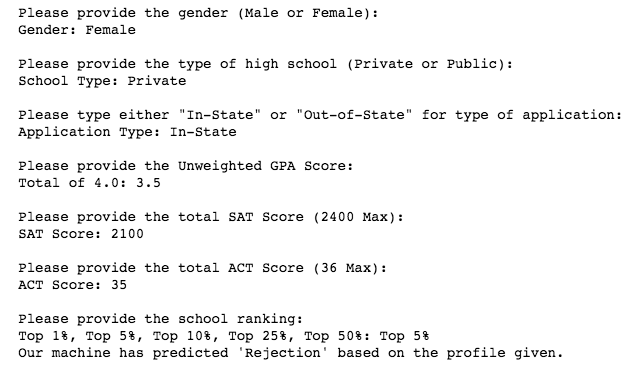 Please provide the gender (Male or Female):
Gender: Female
Please provide the type of high school (Private or Public):
School Type: Private
Please type either "In-State" or "Out-of-State" for type of application:
Application Type: In-State
Please provide the Unweighted GPA Score:
Total of 4.0: 3.5
Please provide the total SAT Score (2400 Max):
SAT Score: 2100
Please provide the total ACT Score (36 Max):
ACT Score: 35
Please provide the school ranking:
Top 1%, Top 5%, Top 10%, Top 25%, Top 50%: Top 5%
Our machine has predicted 'Rejection' based on the profile given.